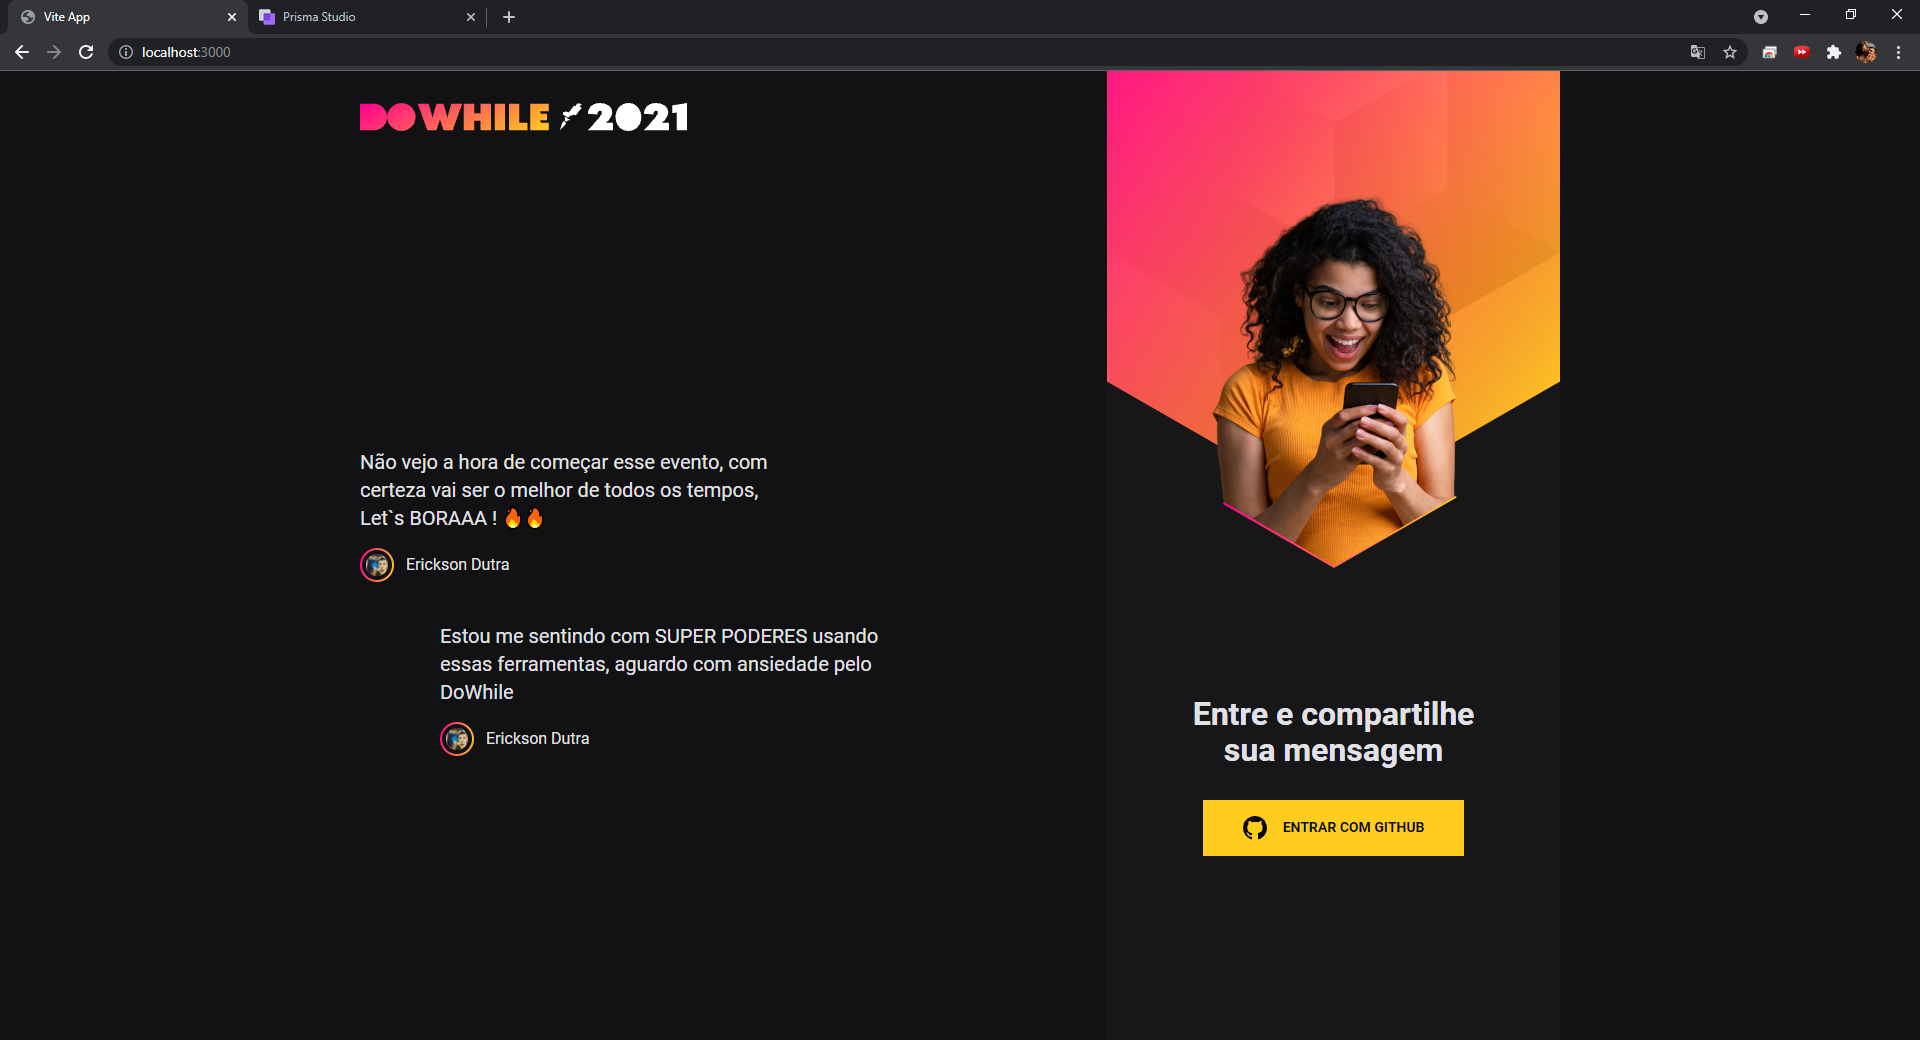 Vite App
Prisma Studio
localhost:3000
DOWHILE 2021
Não vejo a hora de começar esse evento, com
certeza vai ser o melhor de todos os tempos,
Let`s BORAAA ! 🔥🔥
Erickson Dutra
Estou me sentindo com SUPER PODERES usando
essas ferramentas, aguardo com ansiedade pelo
DoWhile
Erickson Dutra
Entre e compartilhe
sua mensagem
ENTRAR COM GITHUB